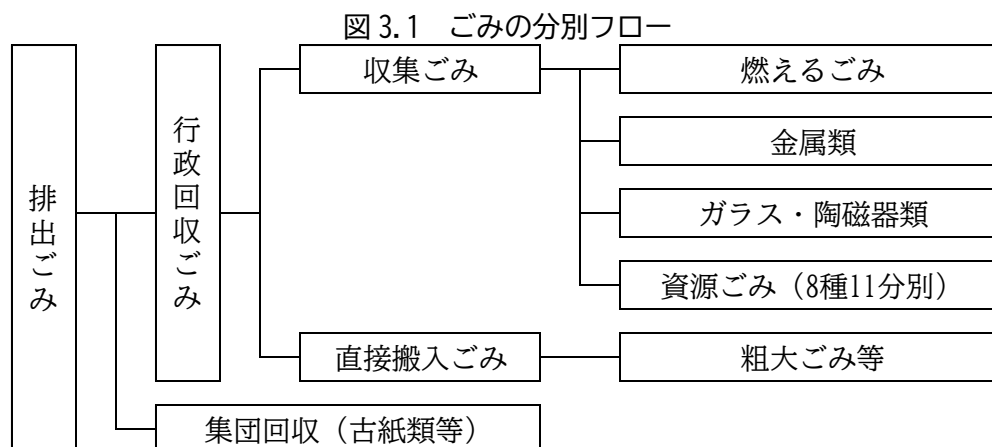 図3.1 ごみの分別フロー
排出ごみ
行政回収ごみ
収集ごみ
燃えるごみ
金属類
ガラス・陶磁器類
資源ごみ（8種11分別）
直接搬入ごみ
粗大ごみ等
集団回収（古紙類等）